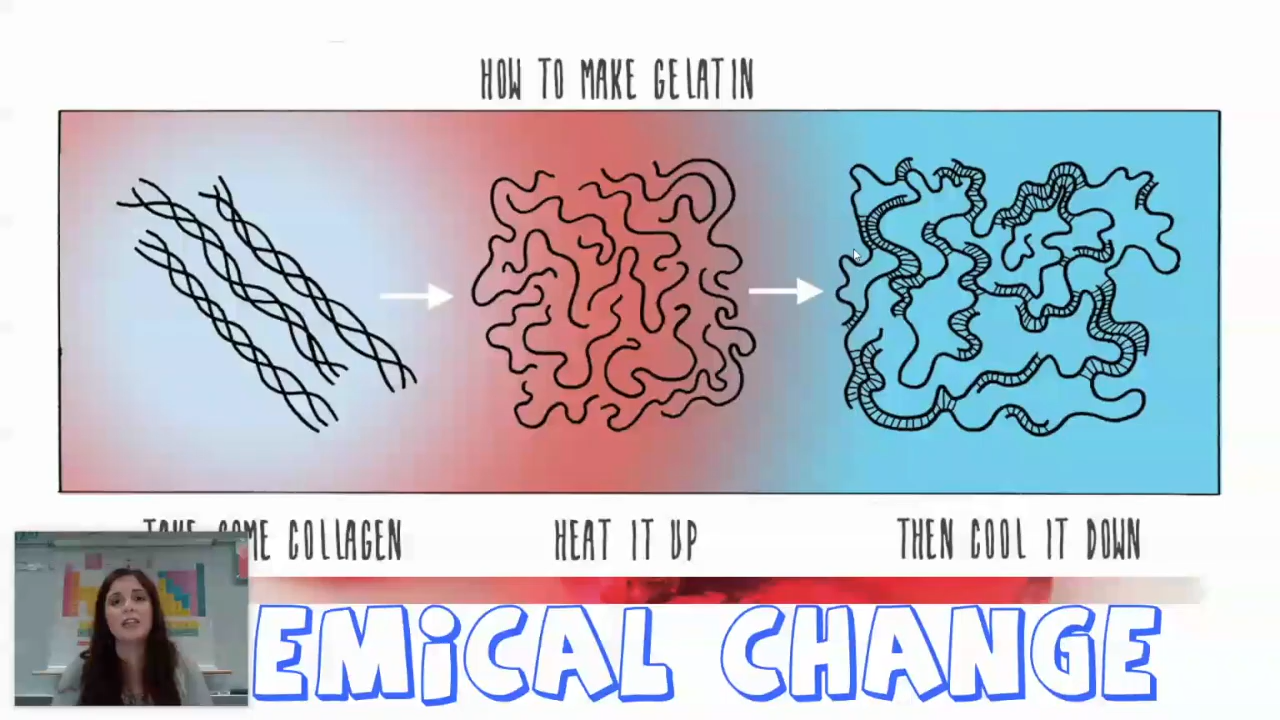 HOW TO MAKE GELATIN
COLLAGEN
HEAT IT UP
THEN COOL IT DOWN
EMiCAL CHANGE